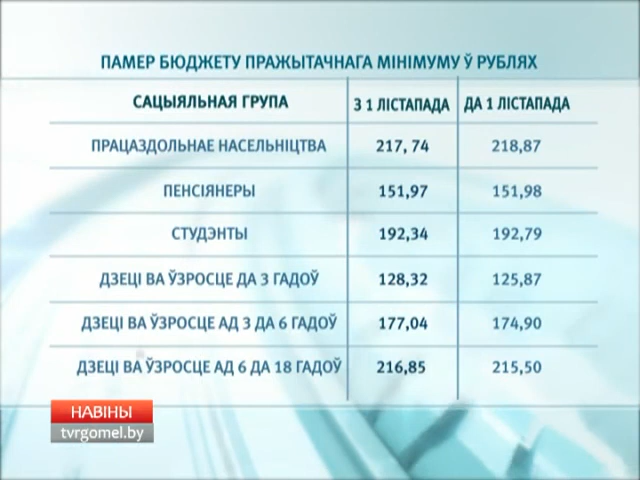 ПАМЕР БЮДЖЕТУ ПРАЖЫТАЧНАГА МІНІМУМУ Ў РУБЛЯХ
САЦЫЯЛЬНАЯ ГРУПА З 1 ЛІСТАПАДА ДА 1 ЛІСТАПАДА
ПРАЦАЗДОЛЬНАЕ НАСЕЛЬНІЦТВА 217, 74 218,87
ПЕНСІЯНЕРЫ 151,97 151,98
СТУДЭНТЫ 192,34 192,79
ДЗЕЦІ ВА ЎЗРОСЦЕ ДА 3 ГАДОЎ 128,32 125,87
ДЗЕЦІ ВА ЎЗРОСЦЕ АД 3 ДА 6 ГАДОЎ 177,04 174,90
ДЗЕЦІ ВА ЎЗРОСЦЕ АД 6 ДА 18 ГАДОЎ 216,85 215,50
НАВІНЫ
tvrgomel.by